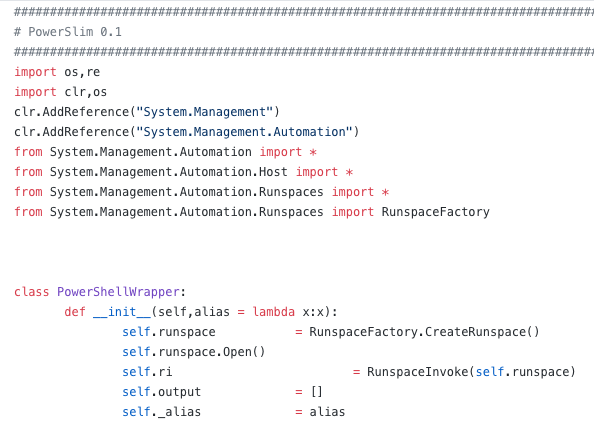 ################################################################################
# PowerSlim 0.1
################################################################################
import os,re
import clr,os
clr.AddReference("System.Management")
clr.AddReference("System.Management.Automation")
from System.Management.Automation import *
from System.Management.Automation.Host import *
from System.Management.Automation.Runspaces import *
from System.Management.Automation.Runspaces import RunspaceFactory
class PowerShellWrapper:
def __init__(self,alias = lambda x:x):
self.runspace = RunspaceFactory.CreateRunspace()
self.runspace.Open()
self.ri = RunspaceInvoke(self.runspace)
self.output = []
self._alias = alias